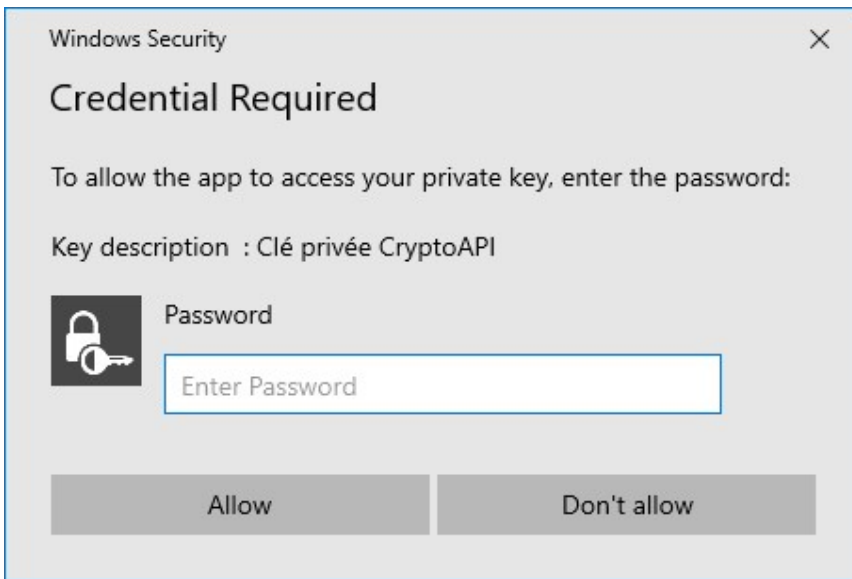 Windows Security
Credential Required
To allow the app to access your private key, enter the password:
Key description  : Clé privée CryptoAPI
Password
Enter Password
Allow
Don't allow